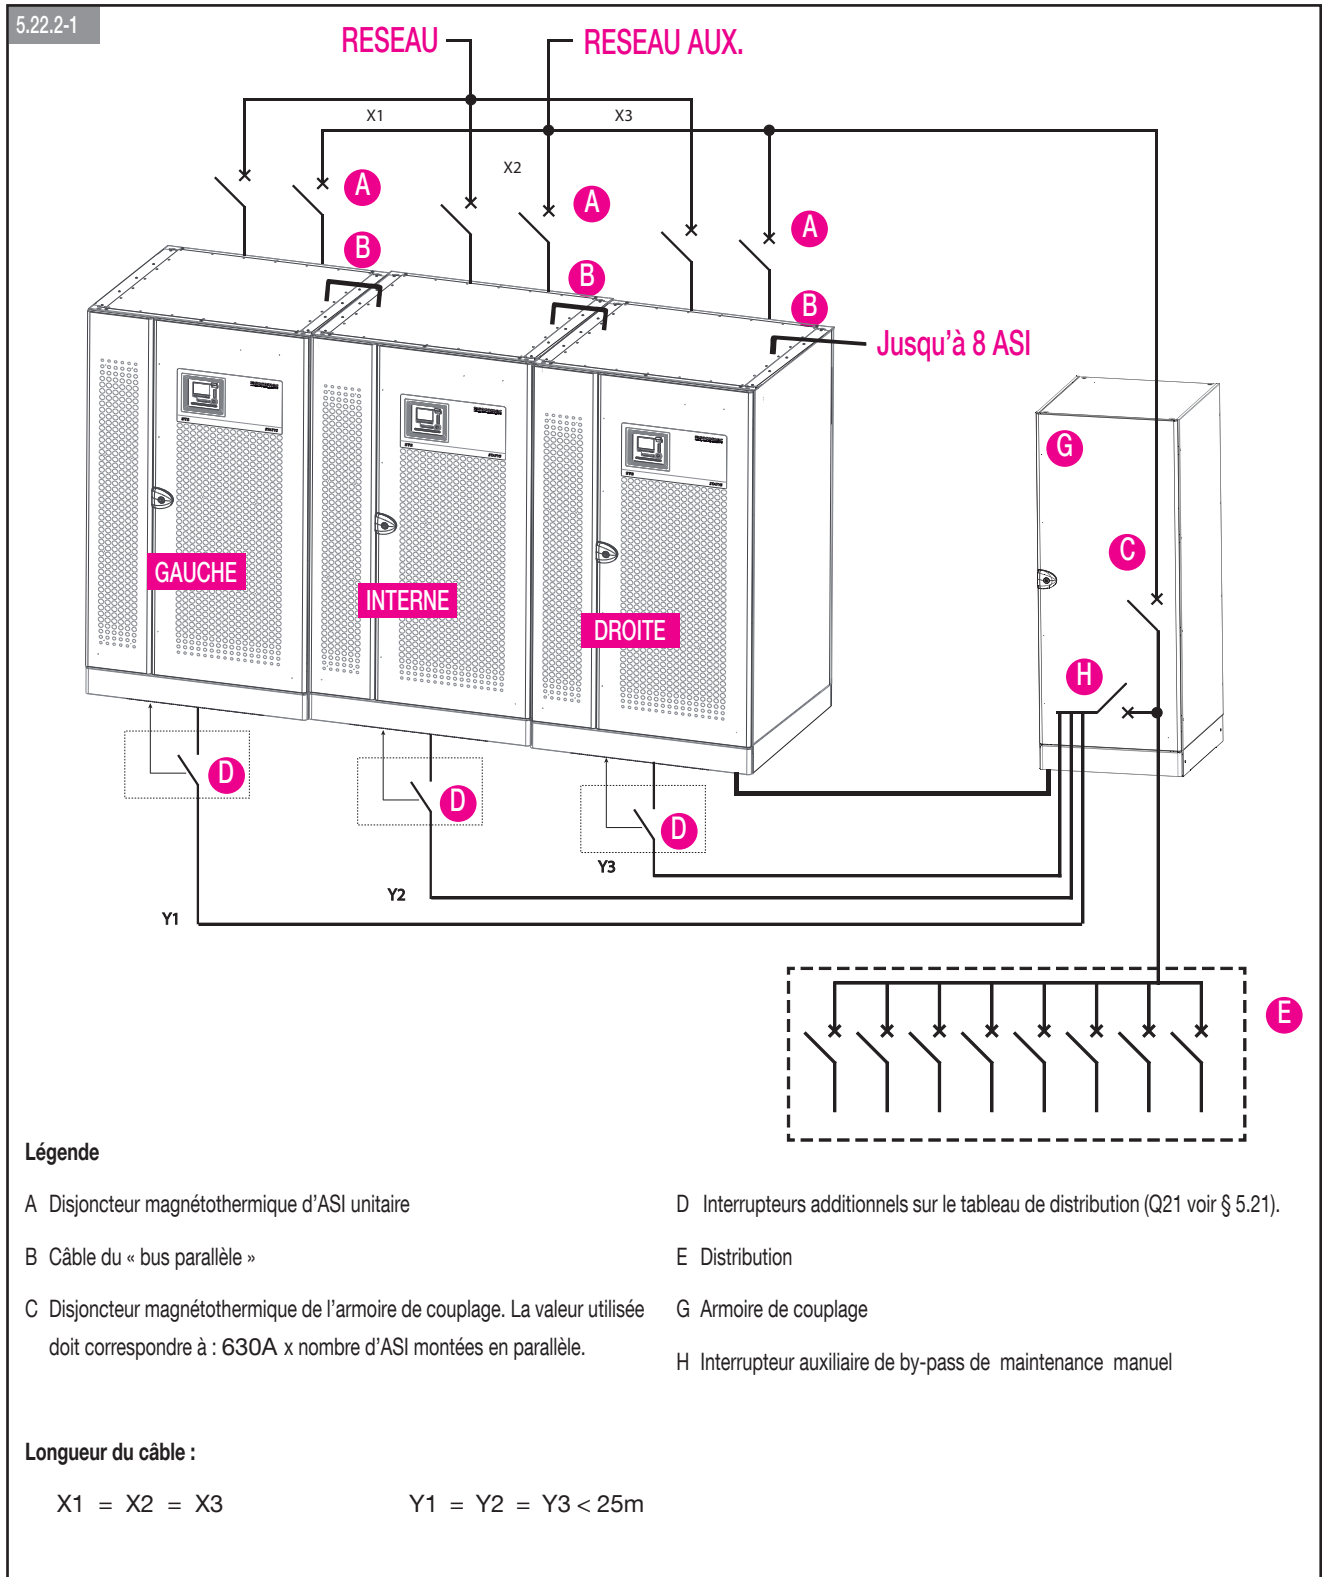 5.22.2-1
RESEAU
RESEAU AUX.
X1
X3
X2
A
A
A
B
B
B
Jusqu'à 8 ASI
G
C
GAUCHE
INTERNE
DROITE
H
D
D
D
Y3
Y2
Y1
E
Légende
A Disjoncteur magnétothermique d'ASI unitaire
B Câble du « bus parallèle »
C Disjoncteur magnétothermique de l'armoire de couplage. La valeur utilisée
doit correspondre à : 630A x nombre d'ASI montées en parallèle.
D Interrupteurs additionnels sur le tableau de distribution (Q21 voir § 5.21).
E Distribution
G Armoire de couplage
H Interrupteur auxiliaire de by-pass de maintenance manuel
Longueur du câble :
X1 = X2 = X3
Y1 = Y2 = Y3 < 25m